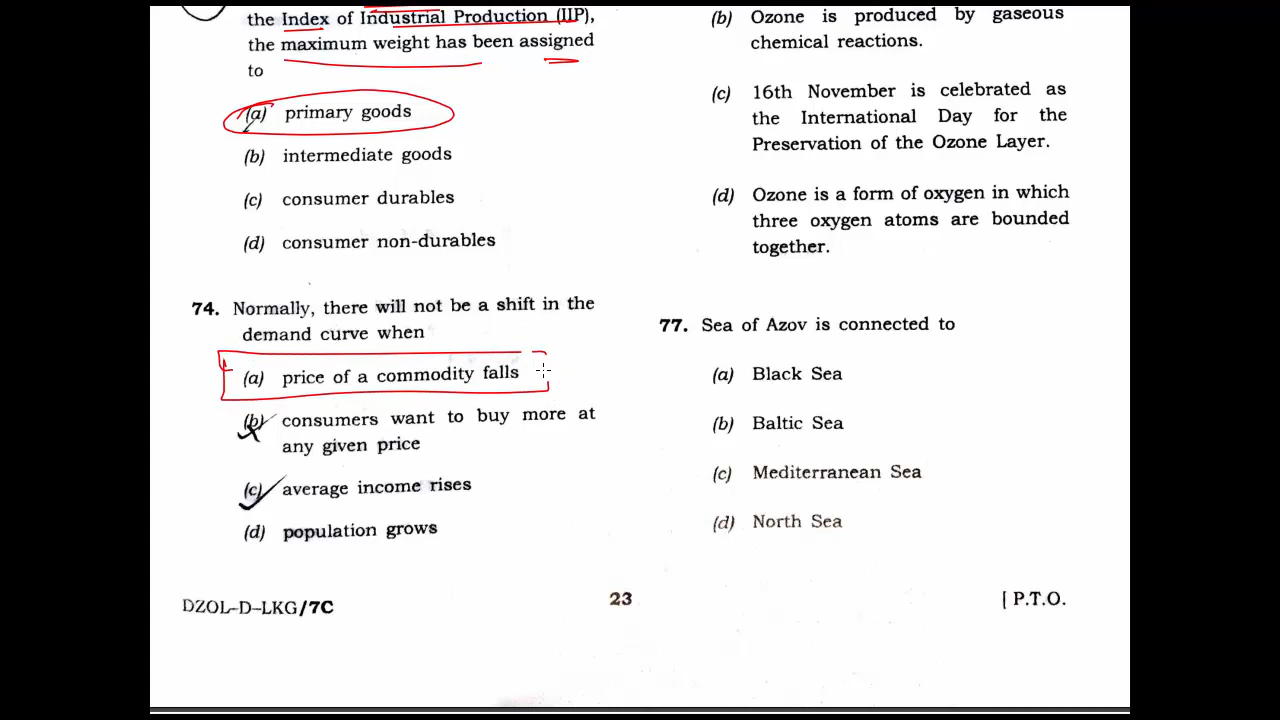 the Index of Industrial Production (IIP),
the maximum weight has been assigned
to
(a) primary goods
(b) intermediate goods
(c) consumer durables
(d) consumer non-durables
74. Normally, there will not be a shift in the
demand curve when
(a) price of a commodity falls
(b) consumers want to buy more at
any given price
(c) average income rises
(d) population grows
(b) Ozone is produced by gaseous
chemical reactions.
(c) 16th November is celebrated as
the International Day for the
Preservation of the Ozone Layer.
(d) Ozone is a form of oxygen in which
three oxygen atoms are bounded
together.
77. Sea of Azov is connected to
(a) Black Sea
(b) Baltic Sea
(c) Mediterranean Sea
(d) North Sea
DZOL-D-LKG/7C
23
[ P.T.O.